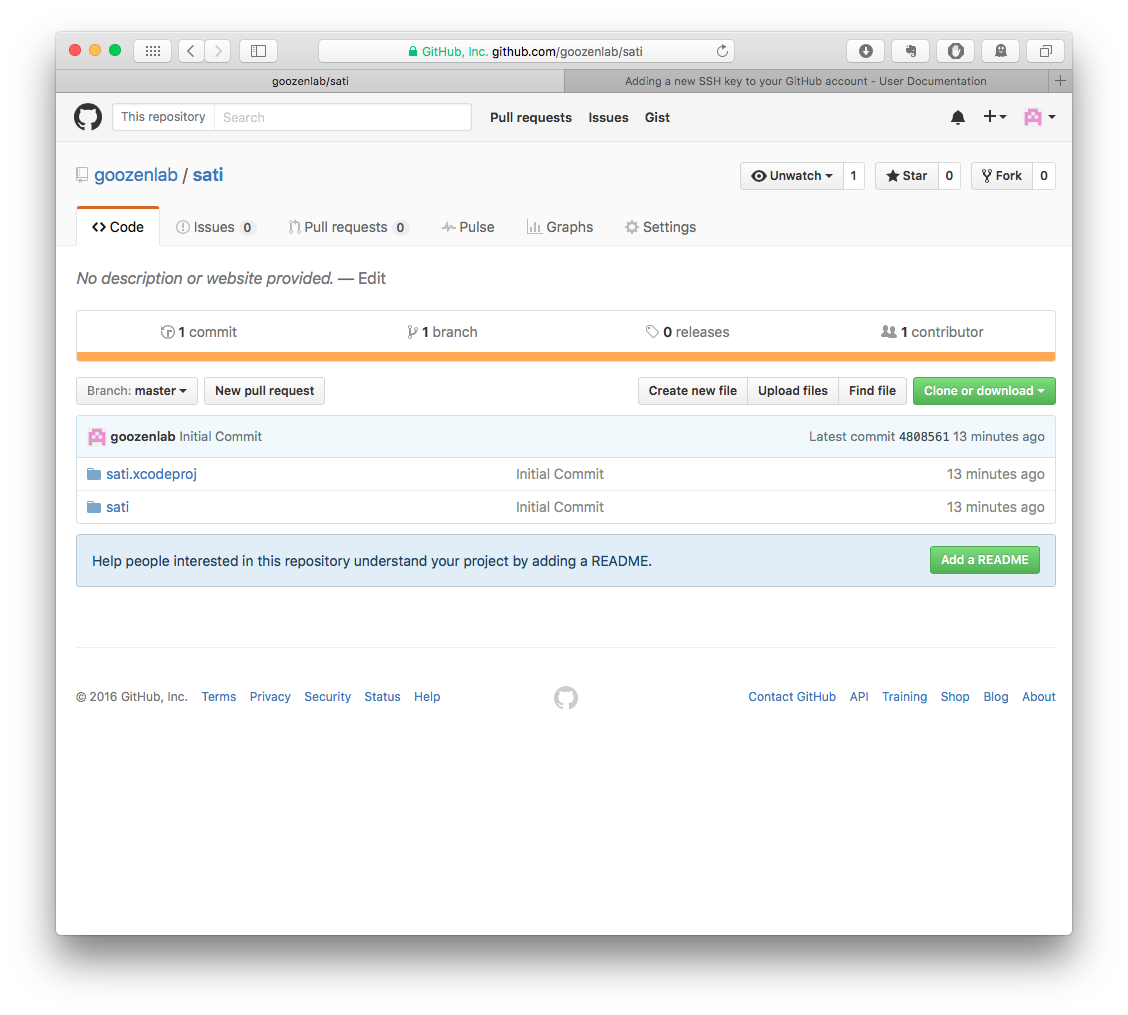 GitHub, Inc. github.com/goozenlab/sati
goozenlab/sati Adding a new SSH key to your GitHub account - User Documentation
This repository Search Pull requests Issues Gist
goozenlab / sati Unwatch 1 Star 0 Fork 0
Code Issues 0 Pull requests 0 Pulse Graphs Settings
No description or website provided. — Edit
1 commit 1 branch 0 releases 1 contributor
Branch: master New pull request Create new file Upload files Find file Clone or download
goozenlab Initial Commit Latest commit 4808561 13 minutes ago
sati.xcodeproj Initial Commit 13 minutes ago
sati Initial Commit 13 minutes ago
Help people interested in this repository understand your project by adding a README. Add a README
© 2016 GitHub, Inc. Terms Privacy Security Status Help Contact GitHub API Training Shop Blog About